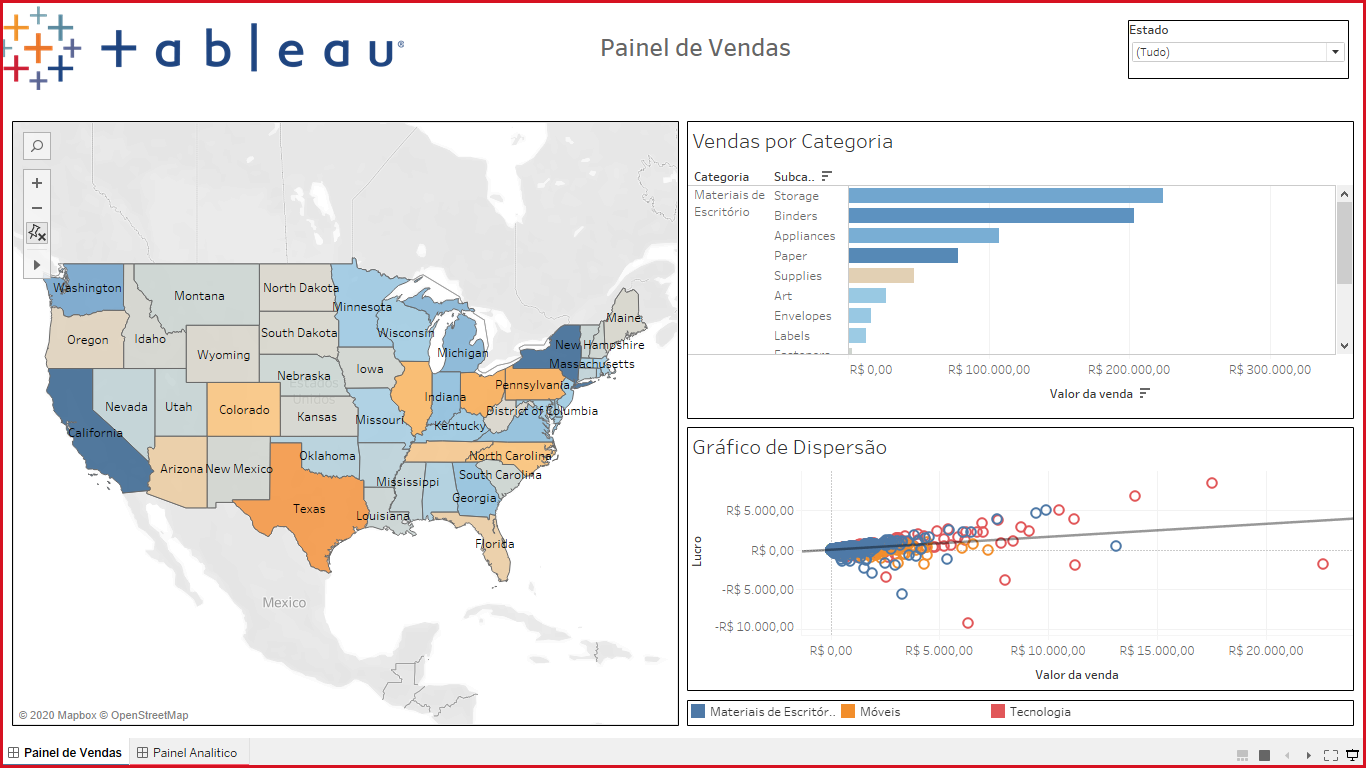 +ableau®
Painel de Vendas
Estado
(Tudo)
Washington
Montana
North Dakota
Minnesota
Maine
Oregon
Idaho
South Dakota
Wisconsin
New Hampshire
Wyoming
Michigan
Massachusetts
Nebraska
Iowa
Estados
Unidos
Pennsylvania
Nevada
Utah
Colorado
Kansas
Indiana
District of Columbia
Missouri
Kentucky
California
Arizona
New Mexico
Oklahoma
North Carolina
South Carolina
Mississippi
Georgia
Texas
Louisiana
Florida
Mexico
© 2020 Mapbox © OpenStreetMap
Vendas por Categoria
Categoria Subca..
Materiais de
Escritório
Storage
Binders
Appliances
Paper
Supplies
Art
Envelopes
Labels
Fasteners
R$ 0,00 R$ 100.000,00 R$ 200.000,00 R$ 300.000,00
Valor da venda
Gráfico de Dispersão
Lucro
R$ 5.000,00
R$ 0,00
-R$ 5.000,00
-R$ 10.000,00
R$ 0,00 R$ 5.000,00 R$ 10.000,00 R$ 15.000,00 R$ 20.000,00
Valor da venda
Materiais de Escritór.. Móveis Tecnologia
Painel de Vendas Painel Analitico